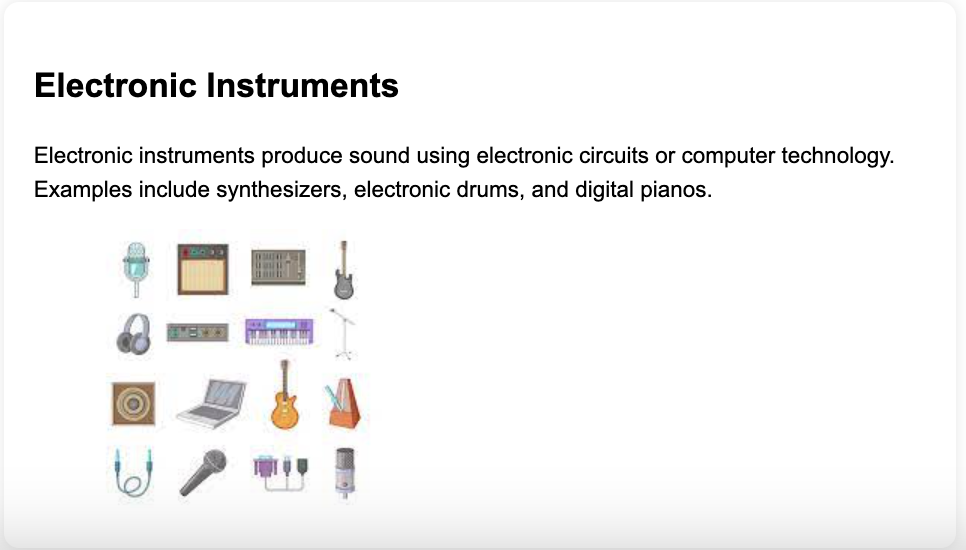 Electronic Instruments
Electronic instruments produce sound using electronic circuits or computer technology.
Examples include synthesizers, electronic drums, and digital pianos.